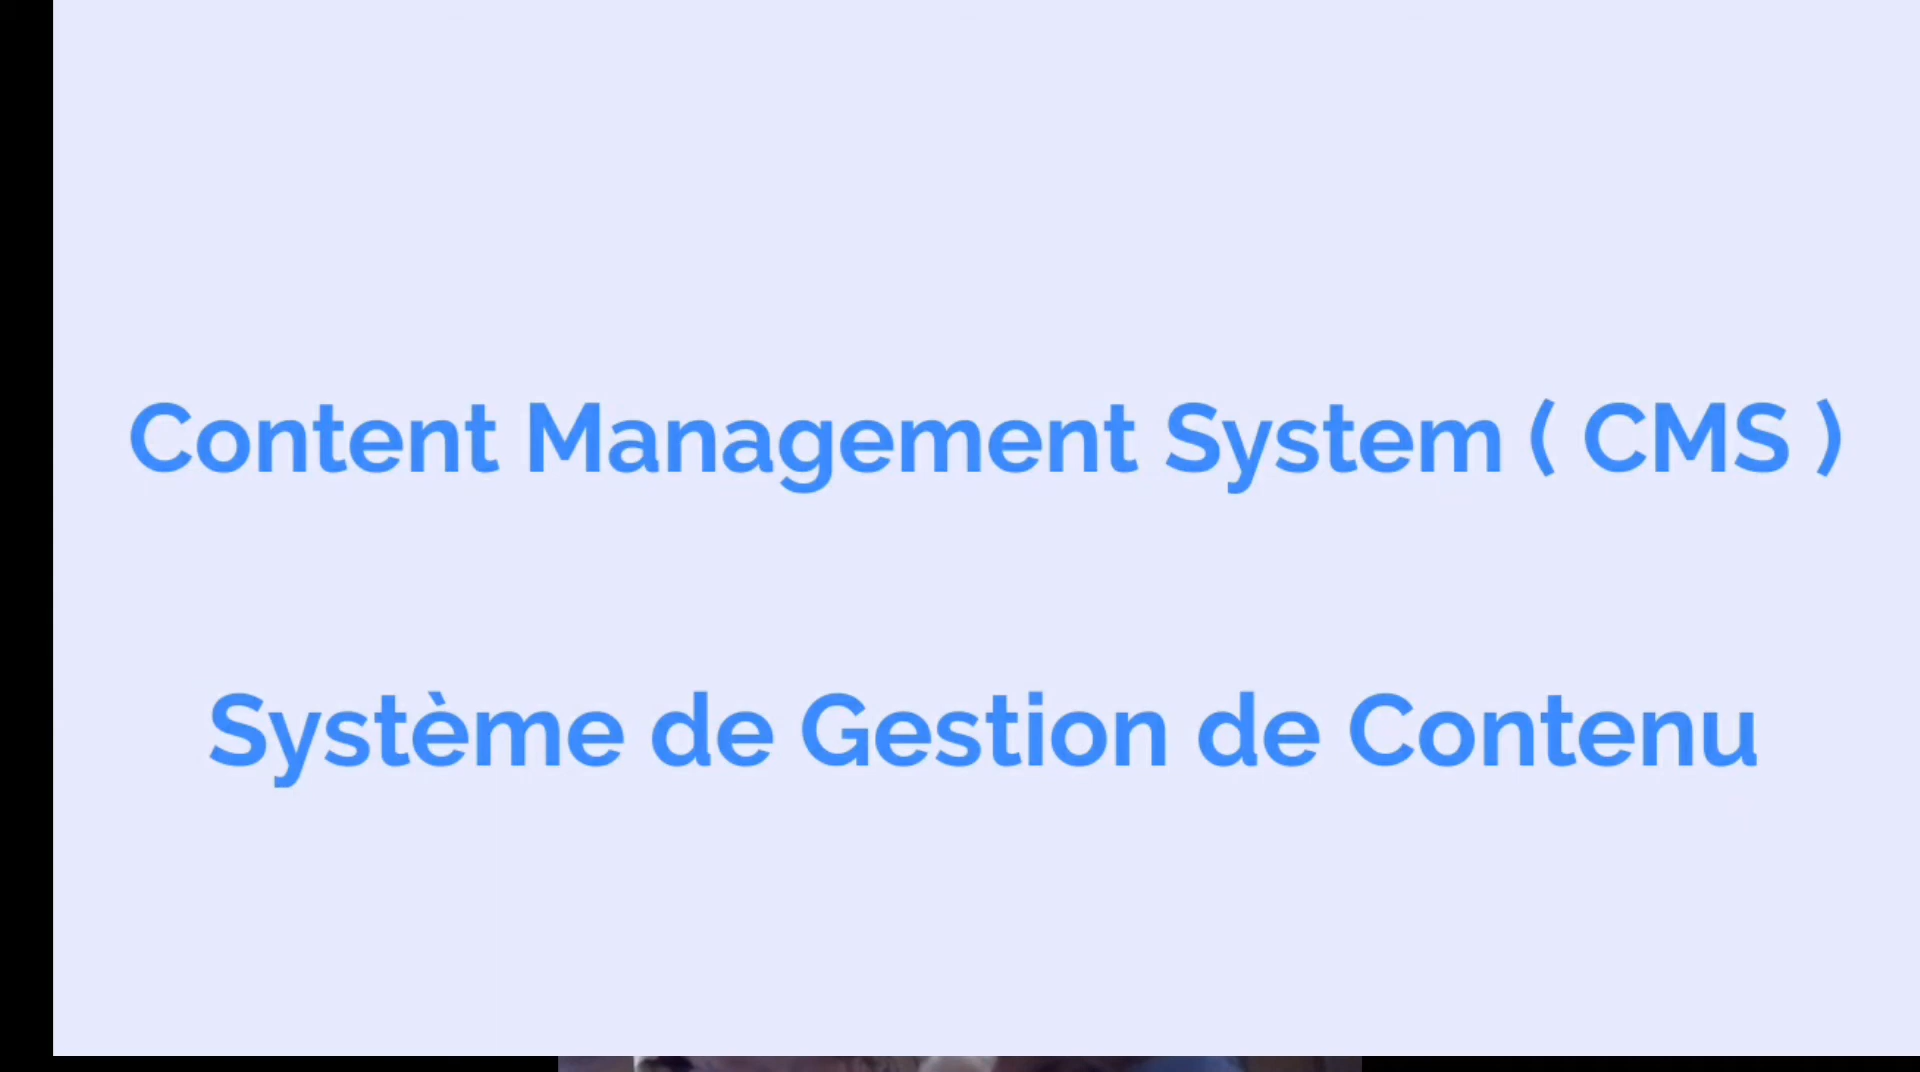 Content Management System ( CMS )
Système de Gestion de Contenu